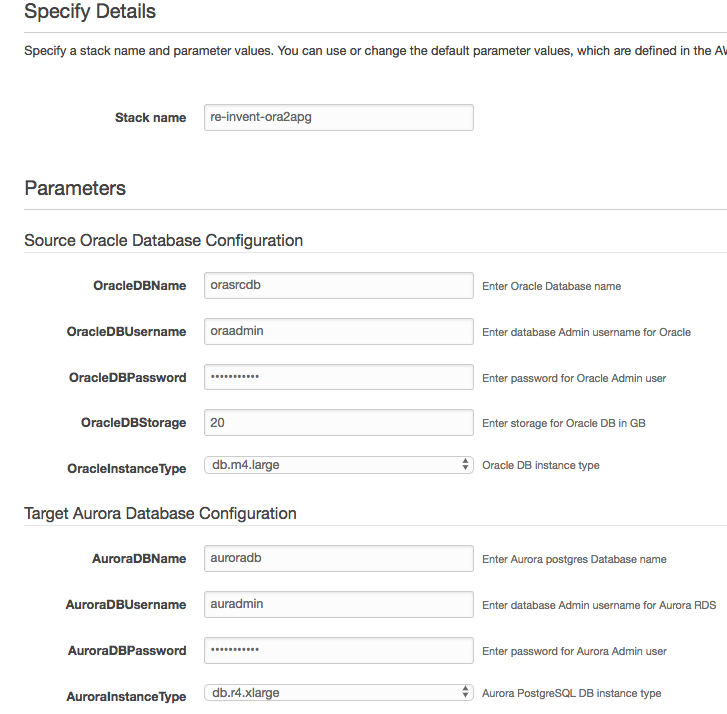 Specify Details
Specify a stack name and parameter values. You can use or change the default parameter values, which are defined in the AW
Stack name re-invent-ora2apg
Parameters
Source Oracle Database Configuration
OracleDBName orasrcdb Enter Oracle Database name
OracleDBUsername oraadmin Enter database Admin username for Oracle
OracleDBPassword ••••••••••• Enter password for Oracle Admin user
OracleDBStorage 20 Enter storage for Oracle DB in GB
OracleInstanceType db.m4.large Oracle DB instance type
Target Aurora Database Configuration
AuroraDBName auroradb Enter Aurora postgres Database name
AuroraDBUsername auradmin Enter database Admin username for Aurora RDS
AuroraDBPassword ••••••••••• Enter password for Aurora Admin user
AuroraInstanceType db.r4.xlarge Aurora PostgreSQL DB instance type